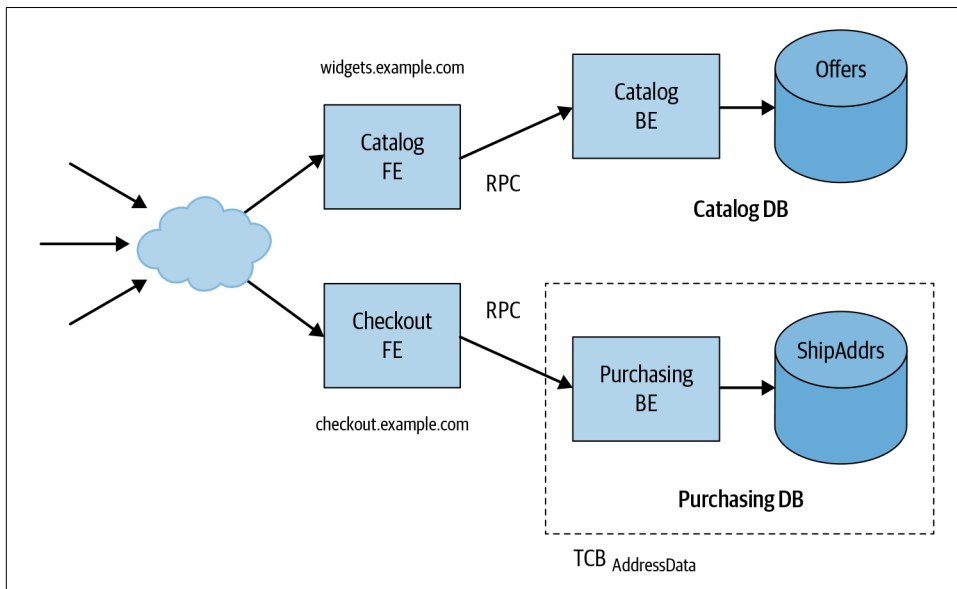 widgets.example.com
Catalog
FE
RPC
Catalog
BE
Offers
Catalog DB
Checkout
FE
checkout.example.com
RPC
Purchasing
BE
ShipAddrs
Purchasing DB
TCB AddressData